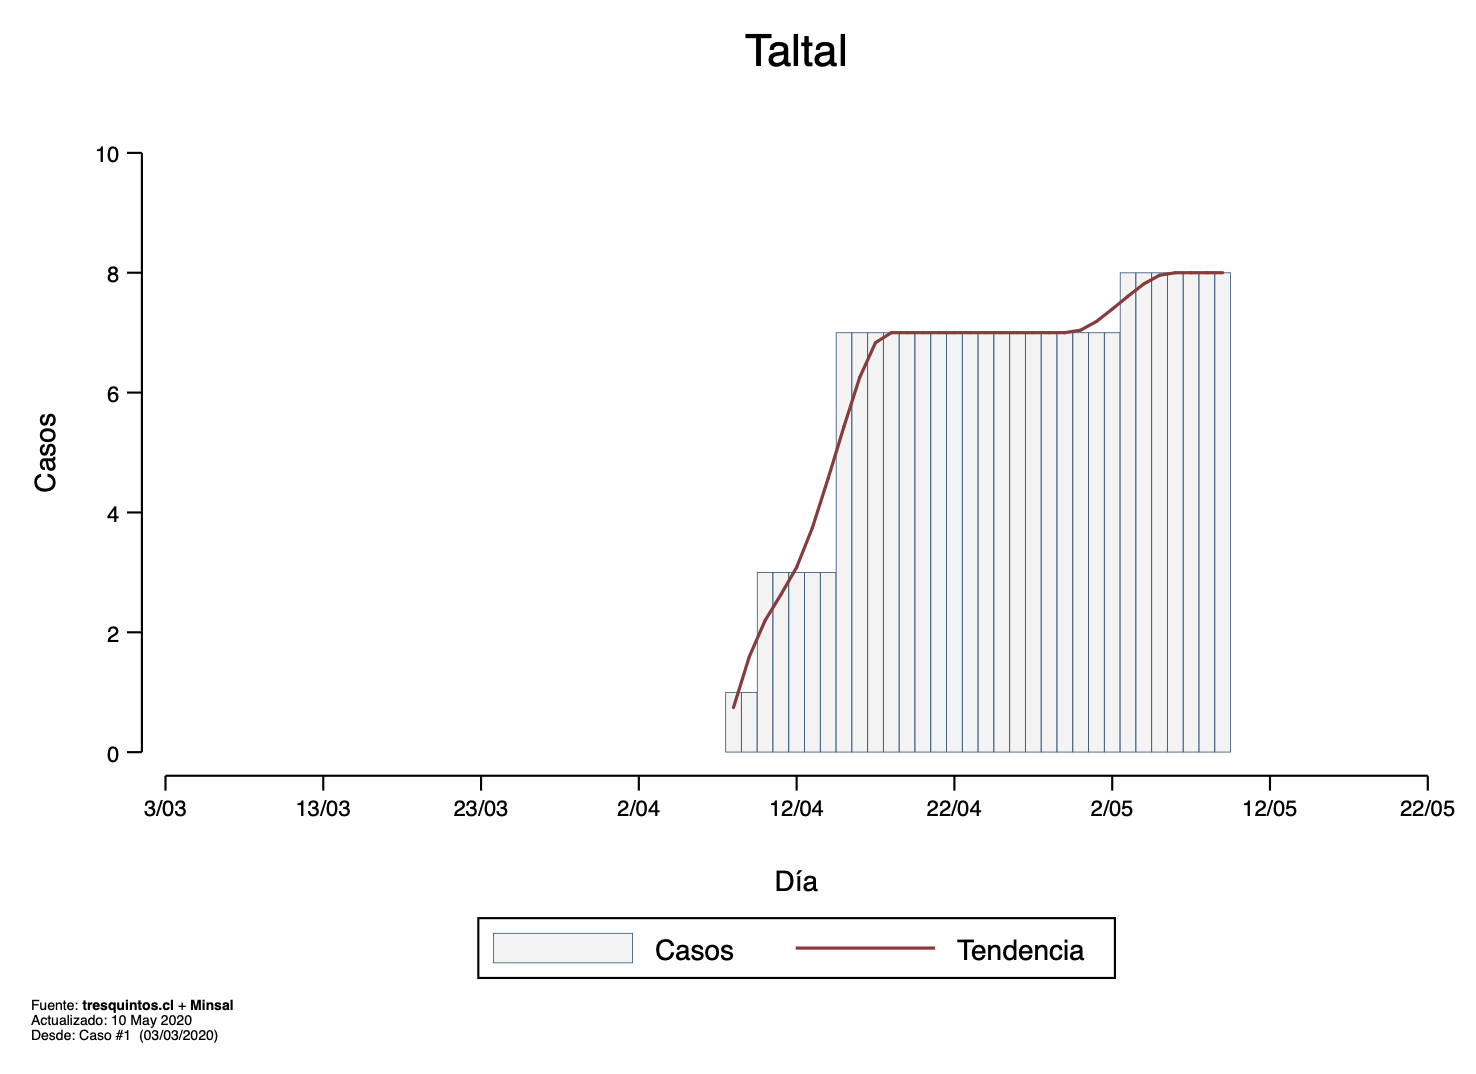 Taltal
10
8
6
4
2
0
Casos
3/03 13/03 23/03 2/04 12/04 22/04 2/05 12/05 22/05
Día
Casos Tendencia
Fuente: tresquintos.cl + Minsal
Actualizado: 10 May 2020
Desde: Caso #1 (03/03/2020)